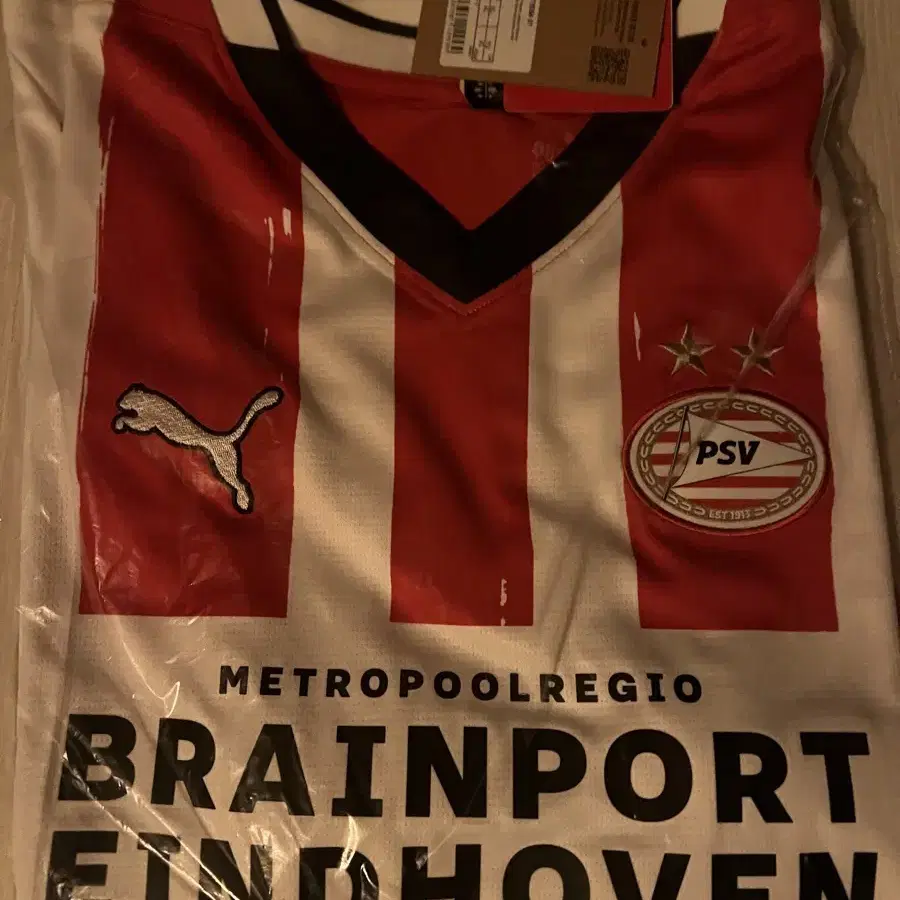 PSV
EST 1913
METROPOOLREGIO
BRAINPORT
EINDHOVEN